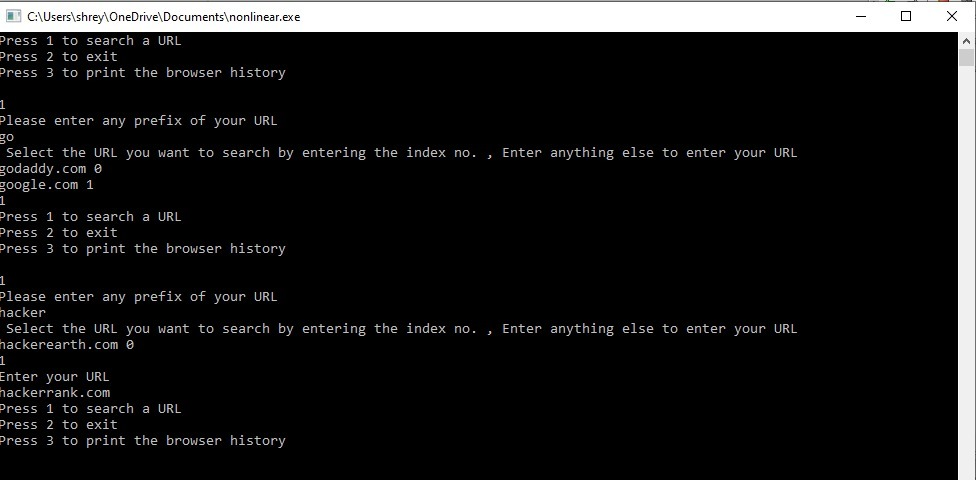 C:\Users\shrey\OneDrive\Documents\nonlinear.exe
Press 1 to search a URL
Press 2 to exit
Press 3 to print the browser history
1
Please enter any prefix of your URL
go
Select the URL you want to search by entering the index no. , Enter anything else to enter your URL
godaddy.com 0
google.com 1
1
Press 1 to search a URL
Press 2 to exit
Press 3 to print the browser history
1
Please enter any prefix of your URL
hacker
Select the URL you want to search by entering the index no. , Enter anything else to enter your URL
hackerearth.com 0
1
Enter your URL
hackerrank.com
Press 1 to search a URL
Press 2 to exit
Press 3 to print the browser history